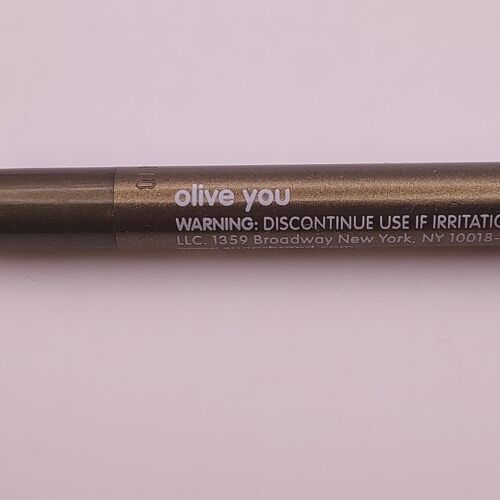 olive you
WARNING: DISCONTINUE USE IF IRRITATIO
LLC. 1359 Broadway New York, NY 10018-